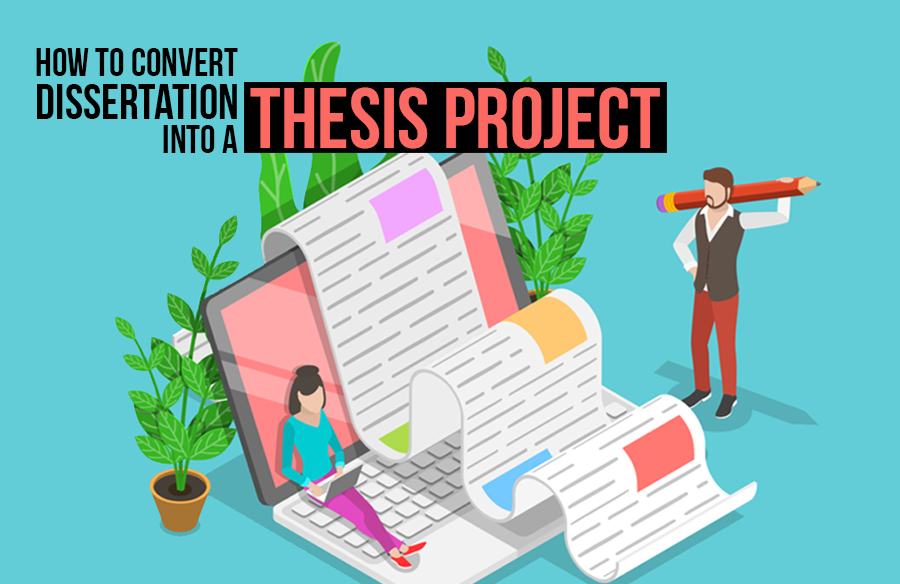 HOW TO CONVERT
DISSERTATION
INTO A THESIS PROJECT